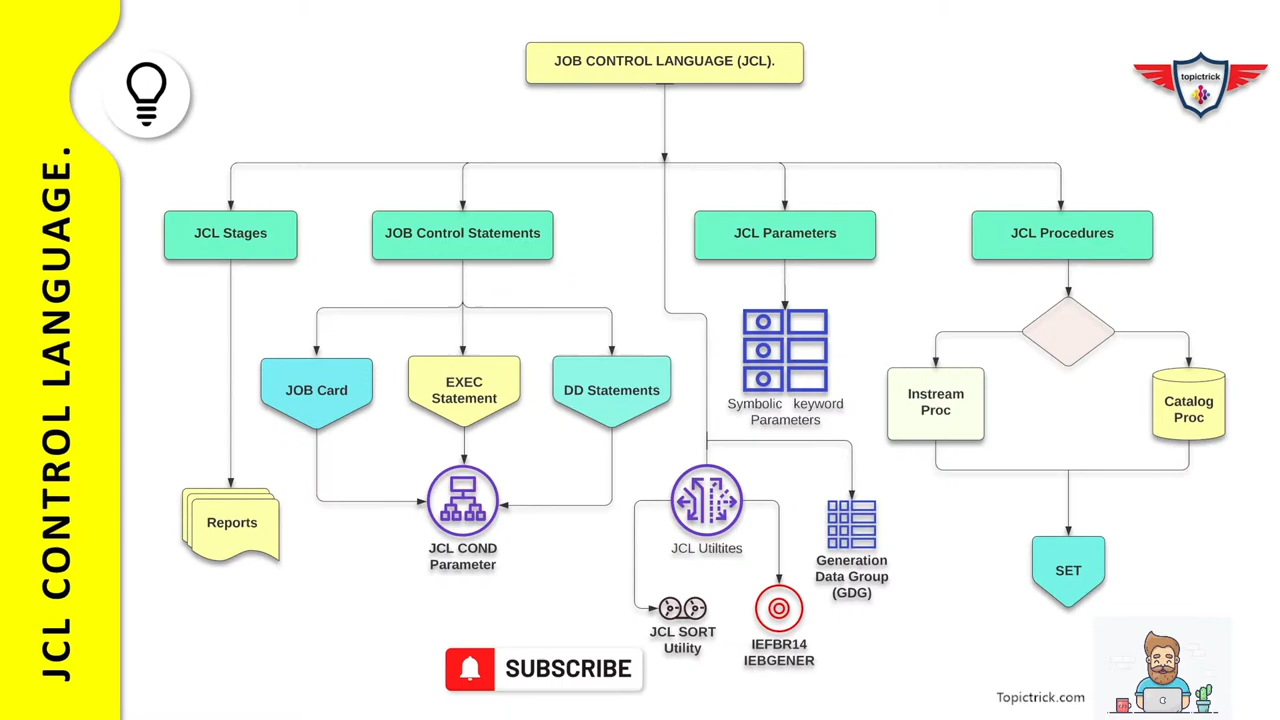 JCL CONTROL LANGUAGE.
JOB CONTROL LANGUAGE (JCL).
topictrick
JCL Stages
JOB Control Statements
JCL Parameters
JCL Procedures
JOB Card
EXEC
Statement
DD Statements
Symbolic keyword
Parameters
Instream
Proc
Catalog
Proc
Reports
JCL COND
Parameter
JCL Utiltites
Generation
Data Group
(GDG)
SET
JCL SORT
Utility
IEFBR14
IEBGENER
SUBSCRIBE
Topictrick.com